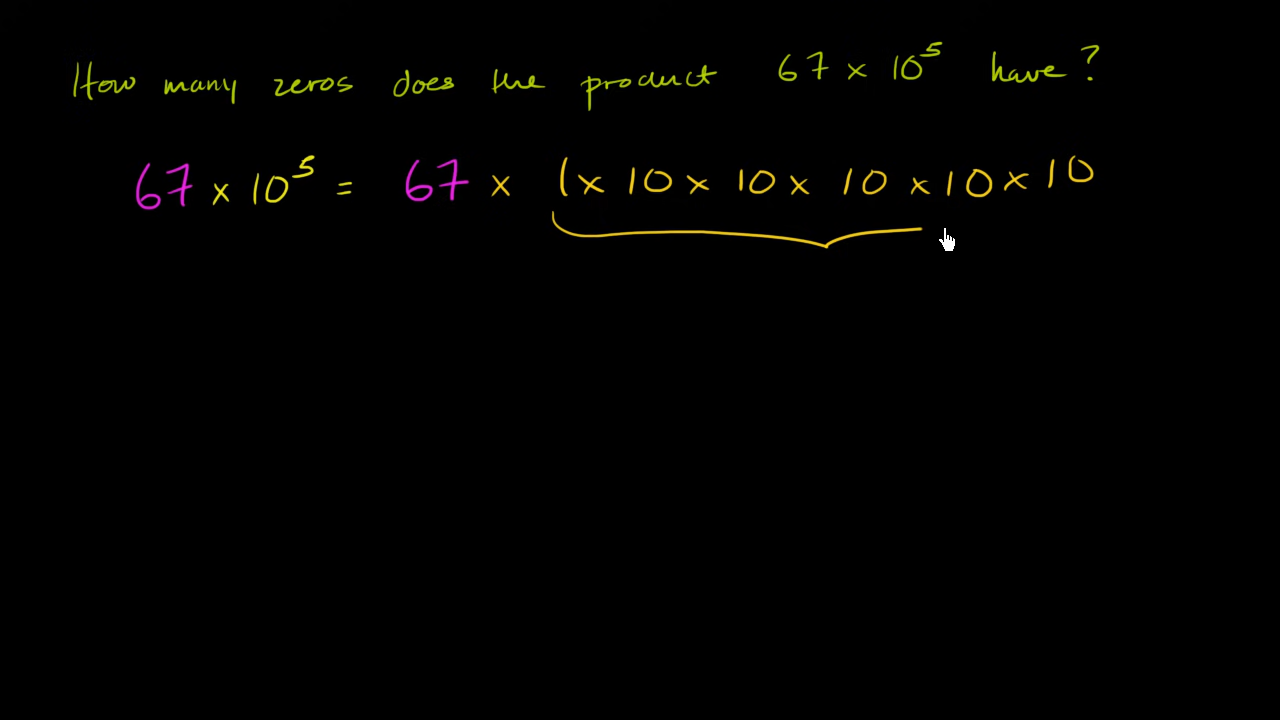 How many zeros does the product 67 × 10⁵ have?
67 × 10⁵ = 67 × (1 × 10 × 10 × 10 × 10 × 10